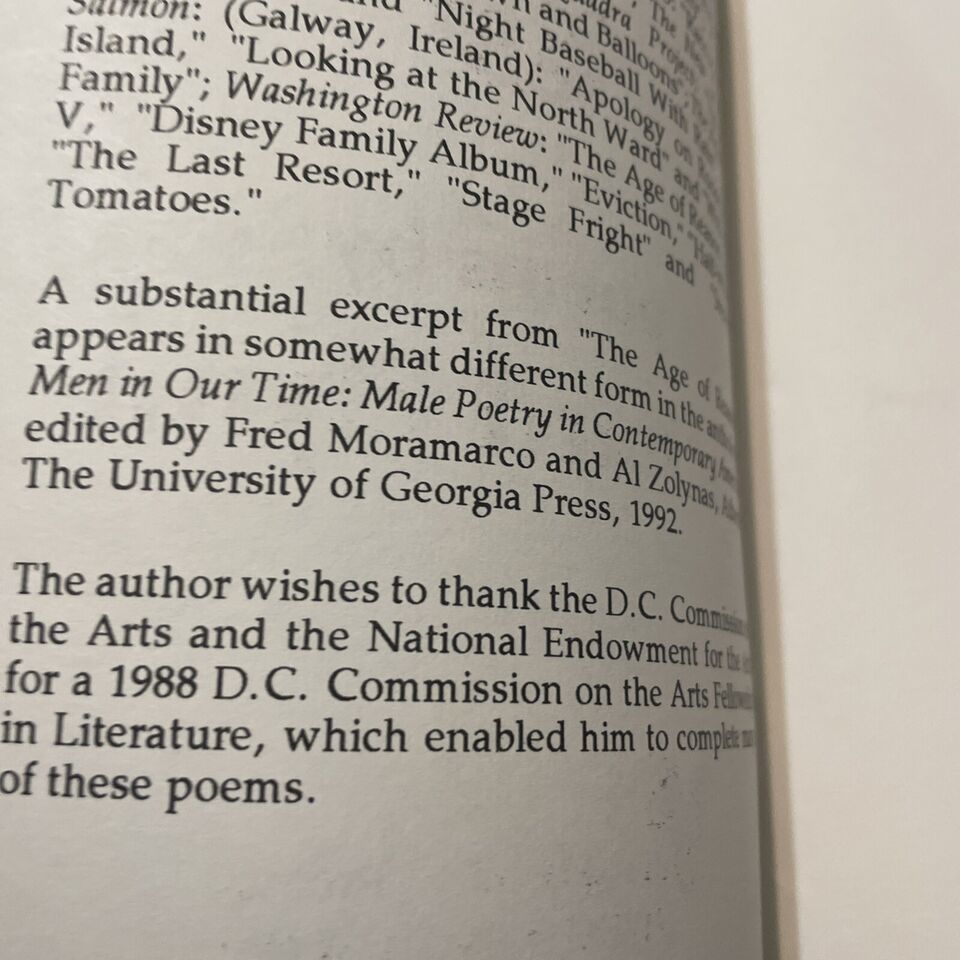 Salmon: (Galway, Ireland): "Apology on
Island," "Looking at the North Ward" and
Family"; Washington Review: "The Age of
V," "Disney Family Album," "Eviction,"
"The Last Resort," "Stage Fright" and
Tomatoes."
A substantial excerpt from "The Age of
appears in somewhat different form in the
Men in Our Time: Male Poetry in Contemporary
edited by Fred Moramarco and Al Zolynas,
The University of Georgia Press, 1992.
The author wishes to thank the D.C. Commission
the Arts and the National Endowment for the
for a 1988 D.C. Commission on the Arts
in Literature, which enabled him to complete
of these poems.